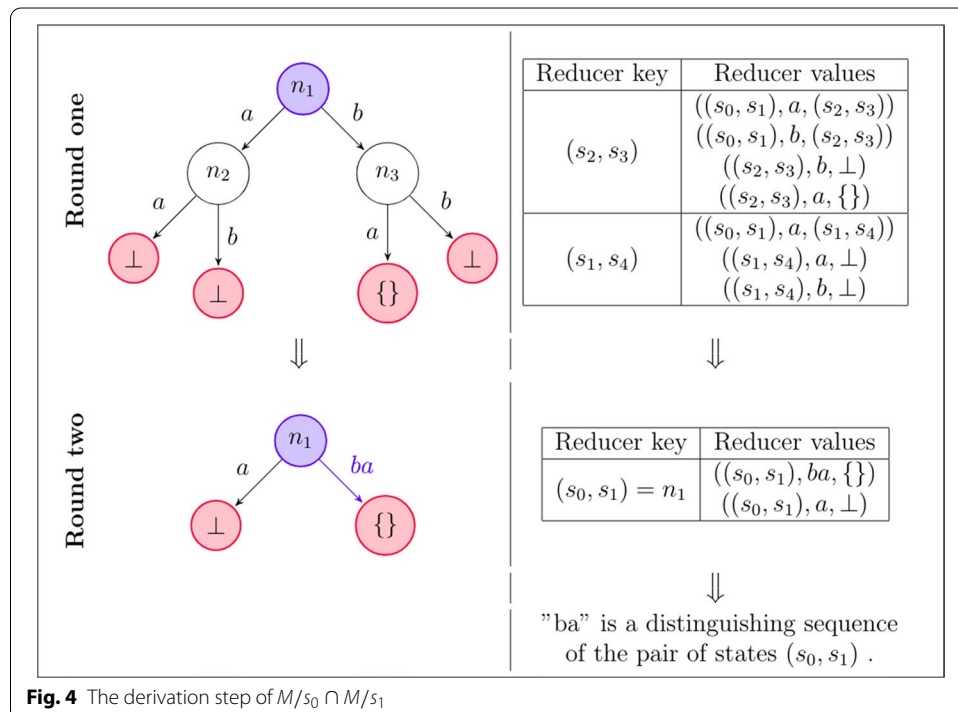 Round one
n₁
a
b
n₂
n₃
a
b
a
b
⊥
⊥
{}
⊥
⇓
Reducer key Reducer values
(s₂, s₃)
((s₀, s₁), a, (s₂, s₃))
((s₀, s₁), b, (s₂, s₃))
((s₂, s₃), b, ⊥)
((s₂, s₃), a, {})
(s₁, s₄)
((s₀, s₁), a, (s₁, s₄))
((s₁, s₄), a, ⊥)
((s₁, s₄), b, ⊥)
⇓
Round two
n₁
a
ba
⊥
{}
Reducer key Reducer values
(s₀, s₁) = n₁
((s₀, s₁), ba, {})
((s₀, s₁), a, ⊥)
⇓
”ba” is a distinguishing sequence
of the pair of states (s₀, s₁) .
Fig. 4 The derivation step of M/s₀ ∩ M/s₁